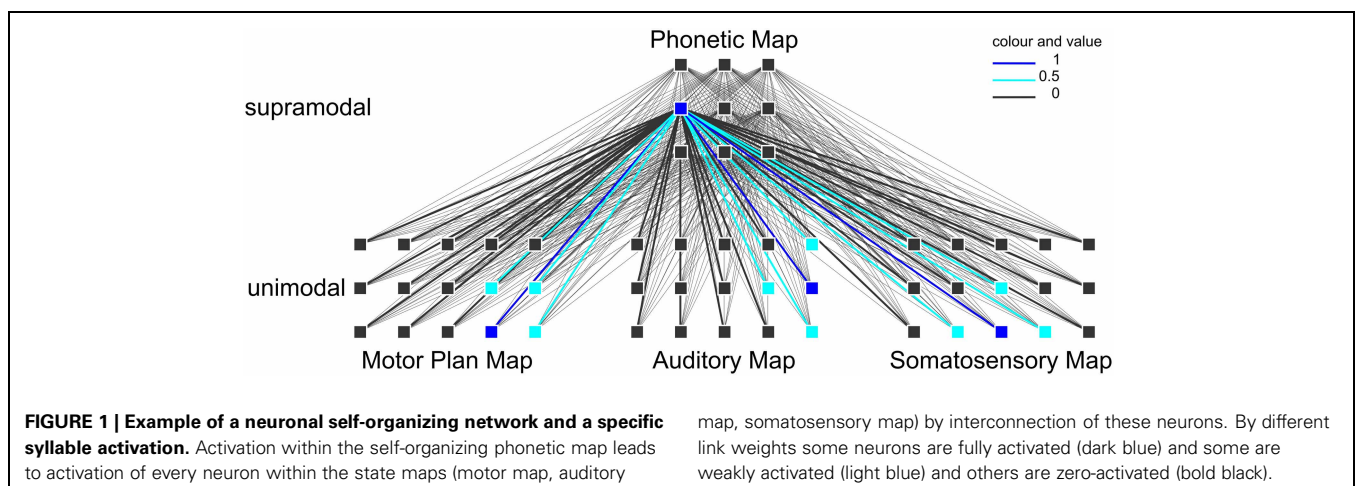 Phonetic Map
colour and value
1
0.5
0
supramodal
unimodal
Motor Plan Map
Auditory Map
Somatosensory Map
FIGURE 1 | Example of a neuronal self-organizing network and a specific
syllable activation. Activation within the self-organizing phonetic map leads
to activation of every neuron within the state maps (motor map, auditory
map, somatosensory map) by interconnection of these neurons. By different
link weights some neurons are fully activated (dark blue) and some are
weakly activated (light blue) and others are zero-activated (bold black).